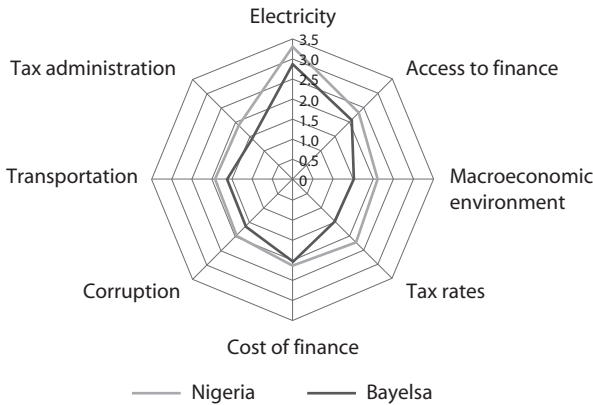 Electricity
3.5
3.0
2.5
2.0
1.5
1.0
0.5
0
Tax administration
Access to finance
Transportation
Macroeconomic
environment
Corruption
Tax rates
Cost of finance
Nigeria
Bayelsa